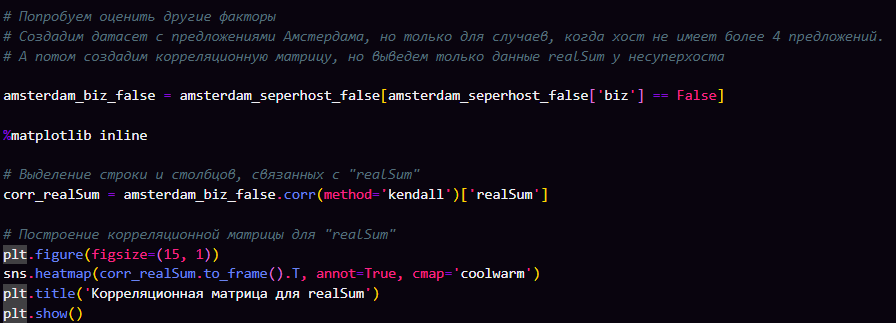 # Попробуем оценить другие факторы
# Создадим датасет с предложениями Амстердама, но только для случаев, когда хост не имеет более 4 предложений.
# А потом создадим корреляционную матрицу, но выведем только данные realSum у несуперхоста
amsterdam_biz_false = amsterdam_seperhost_false[amsterdam_seperhost_false['biz'] == False]
%matplotlib inline
# Выделение строки и столбцов, связанных с "realSum"
corr_realSum = amsterdam_biz_false.corr(method='kendall')['realSum']
# Построение корреляционной матрицы для "realSum"
plt.figure(figsize=(15, 1))
sns.heatmap(corr_realSum.to_frame().T, annot=True, cmap='coolwarm')
plt.title('Корреляционная матрица для realSum')
plt.show()